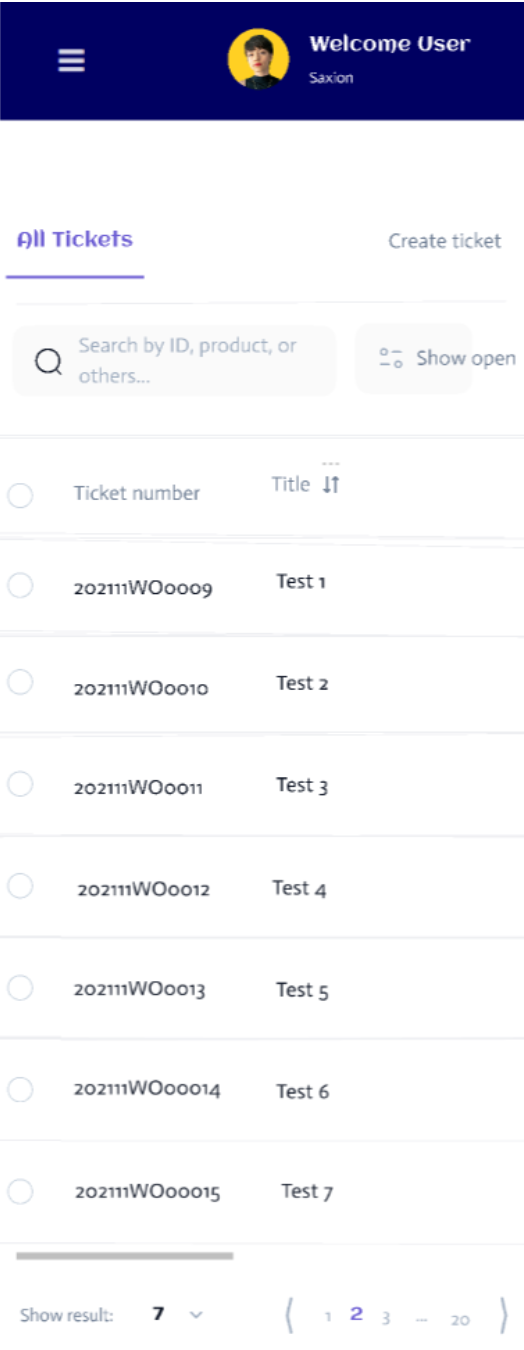 Welcome User
Saxion
All Tickets
Create ticket
Search by ID, product, or
others...
Show open
Ticket number
Title
202111WO0009
Test 1
202111WO0010
Test 2
202111WO0011
Test 3
202111WO0012
Test 4
202111WO0013
Test 5
202111WO00014
Test 6
202111WO00015
Test 7
Show result: 7
1 2 3 ... 20